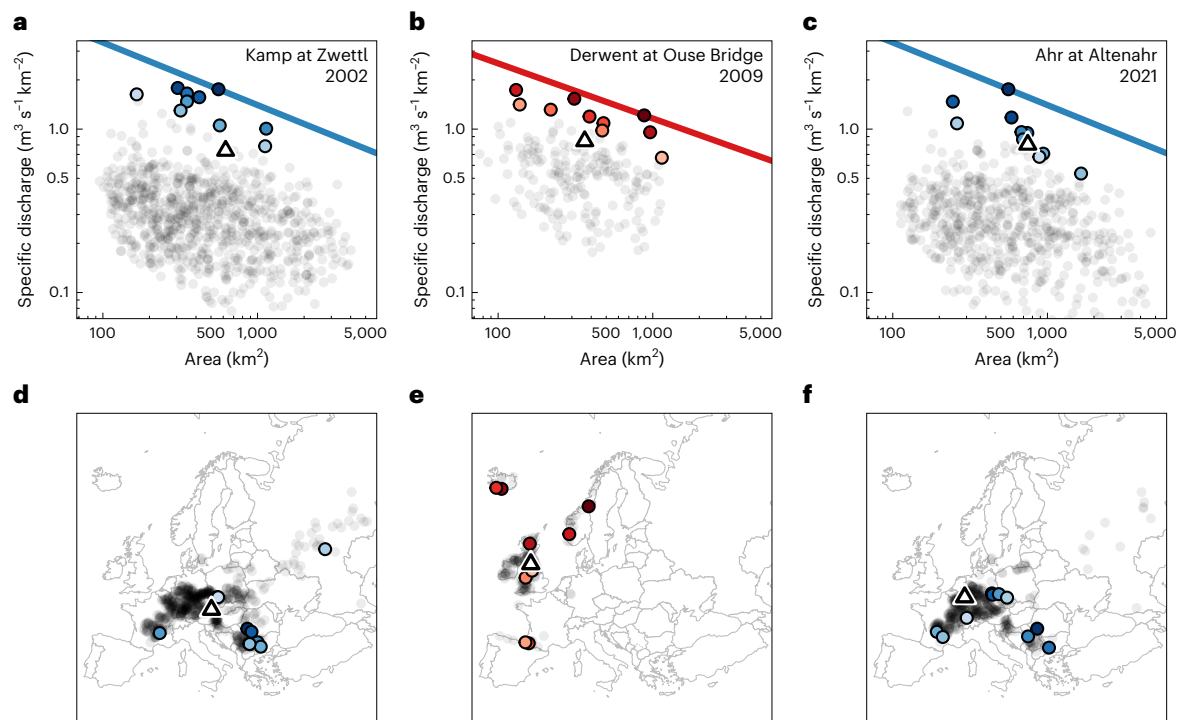 a
Kamp at Zwettl
2002
1.0
0.5
0.1
Specific discharge (m³ s⁻¹ km⁻²)
100
500
1,000
5,000
Area (km²)
b
Derwent at Ouse Bridge
2009
1.0
0.5
0.1
Specific discharge (m³ s⁻¹ km⁻²)
100
500
1,000
5,000
Area (km²)
c
Ahr at Altenahr
2021
1.0
0.5
0.1
Specific discharge (m³ s⁻¹ km⁻²)
100
500
1,000
5,000
Area (km²)
d
e
f